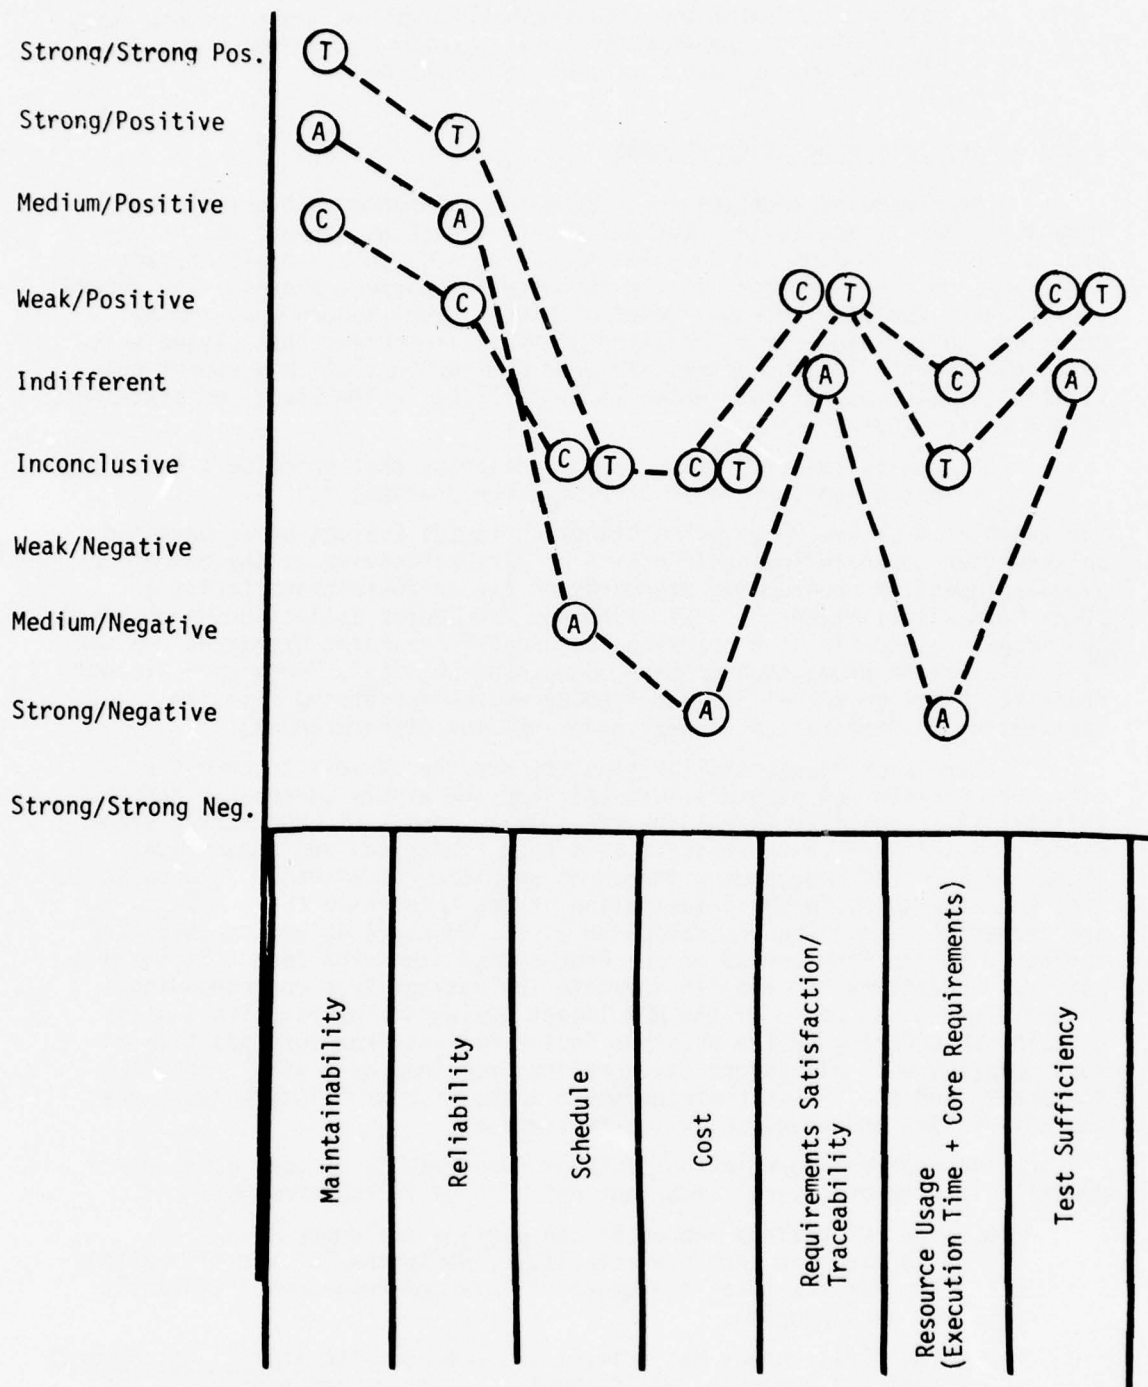 Strong/Strong Pos.
T
Strong/Positive
A
T
Medium/Positive
C
A
Weak/Positive
C
C
T
C
T
Indifferent
A
C
A
Inconclusive
C
T
C
T
T
Weak/Negative
Medium/Negative
A
Strong/Negative
A
A
Strong/Strong Neg.
Maintainability
Reliability
Schedule
Cost
Requirements Satisfaction/
Traceability
Resource Usage
(Execution Time + Core Requirements)
Test Sufficiency